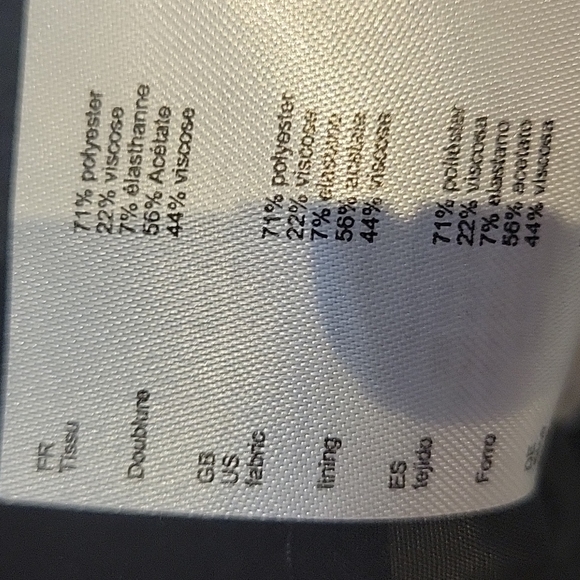 FR
Tissu 71% polyester
22% viscose
7% élasthanne
Doublure 56% Acétate
44% viscose
GB
US
fabric 71% polyester
22% viscose
7% elasthane
lining 56% acetate
44% viscose
ES
tejido 71% poliéster
22% viscosa
7% elastano
Forro 56% acetato
44% viscosa
DE